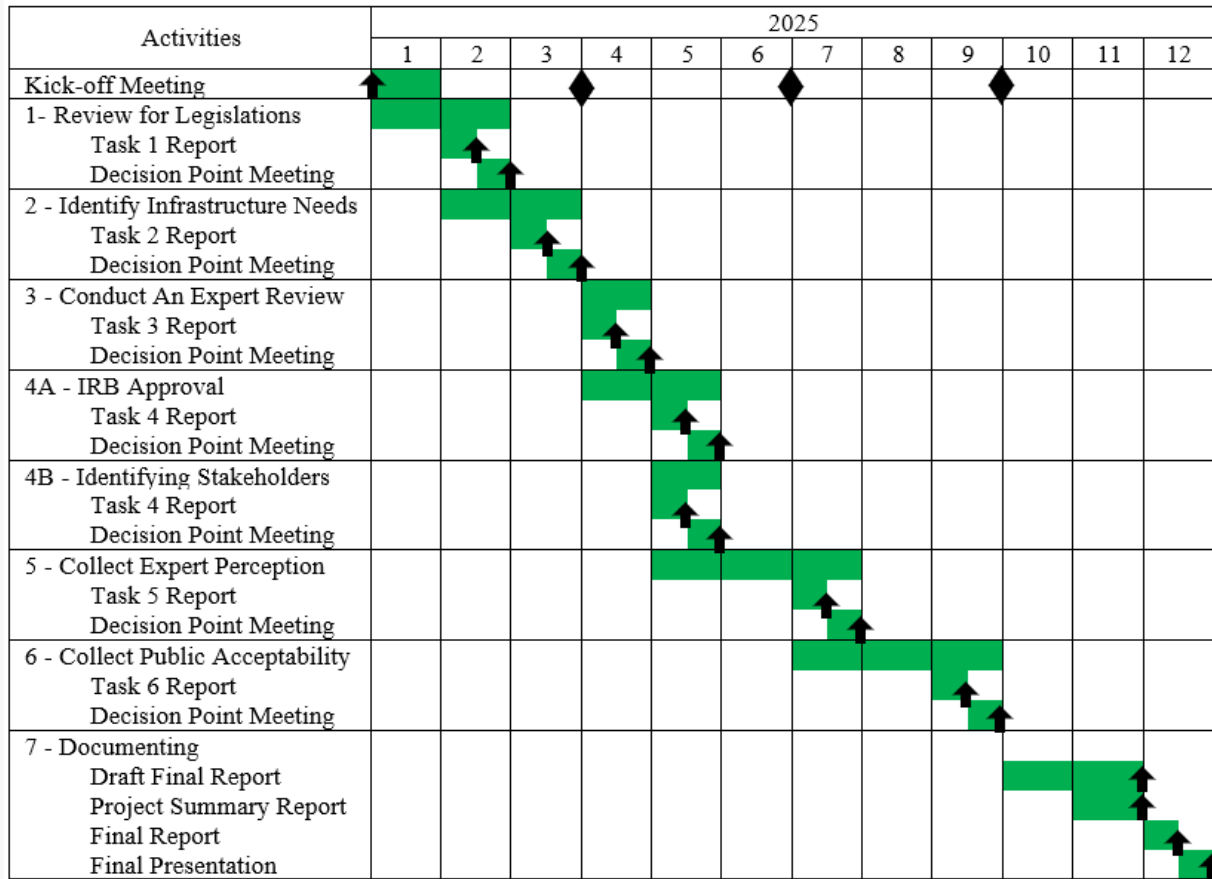 Activities
2025
1 2 3 4 5 6 7 8 9 10 11 12
Kick-off Meeting
1- Review for Legislations
Task 1 Report
Decision Point Meeting
2 - Identify Infrastructure Needs
Task 2 Report
Decision Point Meeting
3 - Conduct An Expert Review
Task 3 Report
Decision Point Meeting
4A - IRB Approval
Task 4 Report
Decision Point Meeting
4B - Identifying Stakeholders
Task 4 Report
Decision Point Meeting
5 - Collect Expert Perception
Task 5 Report
Decision Point Meeting
6 - Collect Public Acceptability
Task 6 Report
Decision Point Meeting
7 - Documenting
Draft Final Report
Project Summary Report
Final Report
Final Presentation